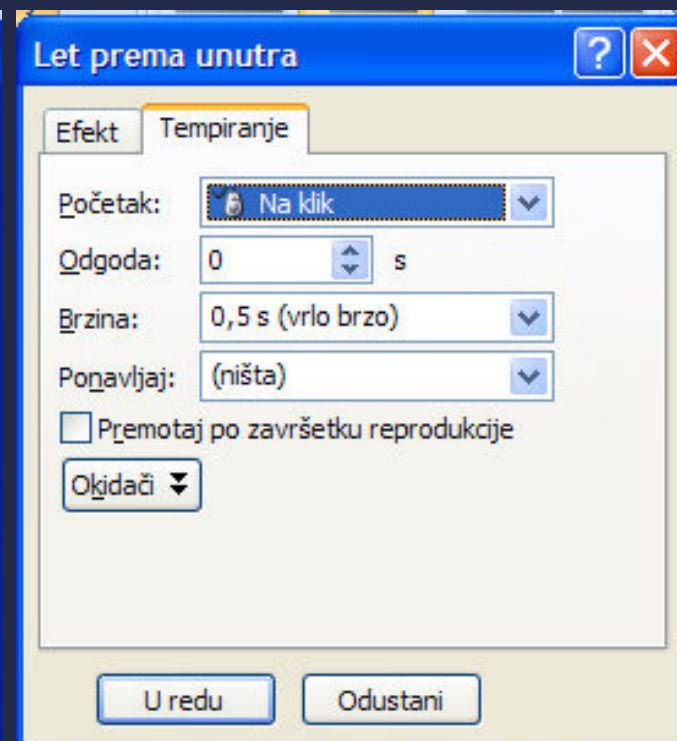 Let prema unutra
Efekt Tempiranje
Početak: Na klik
Odgoda: 0 s
Brzina: 0,5 s (vrlo brzo)
Ponavljaj: (ništa)
Premotaj po završetku reprodukcije
Okidači
U redu Odustani